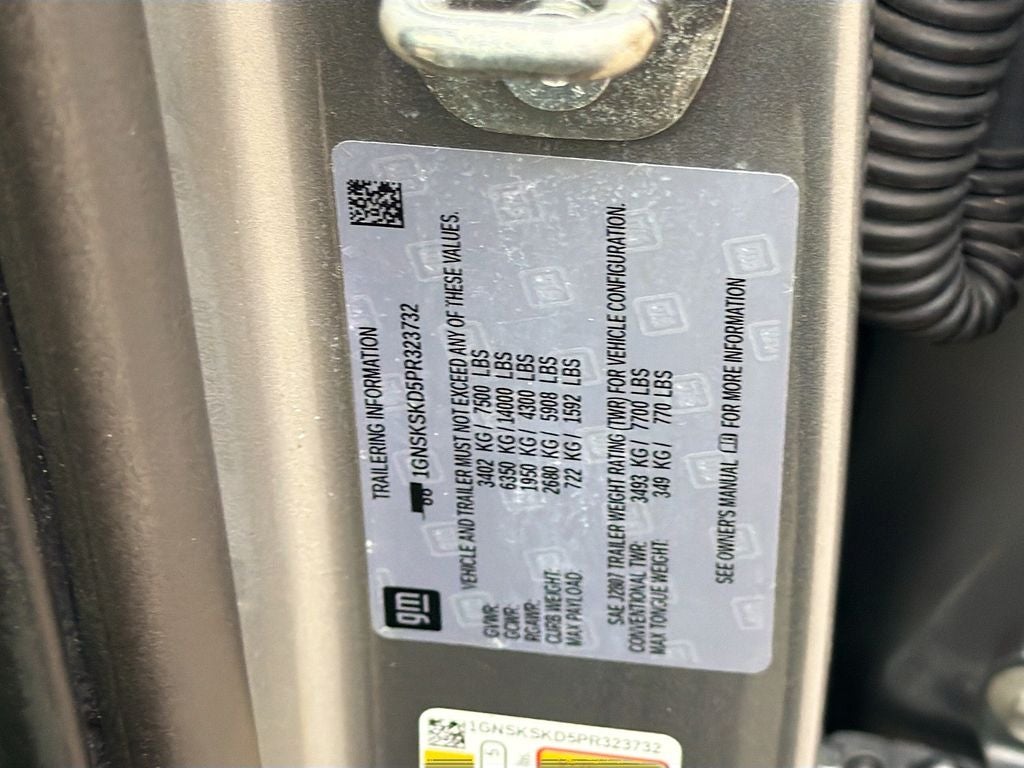 gm
TRAILERING INFORMATION
1GNSKSKD5PR323732
VEHICLE AND TRAILER MUST NOT EXCEED ANY OF THESE VALUES.
GVWR: 3402 KG/ 7500 LBS
GCWR: 6350 KG/ 14000 LBS
RGAWR: 1950 KG/ 4300 LBS
CURB WEIGHT: 2680 KG/ 5908 LBS
MAX PAYLOAD: 722 KG/ 1592 LBS
SAE J2807 TRAILER WEIGHT RATING (TWR) FOR VEHICLE CONFIGURATION.
CONVENTIONAL TWR: 3493 KG/ 7700 LBS
MAX TONGUE WEIGHT: 349 KG/ 770 LBS
SEE OWNER'S MANUAL FOR MORE INFORMATION
1GNSKSKD5PR323732
5